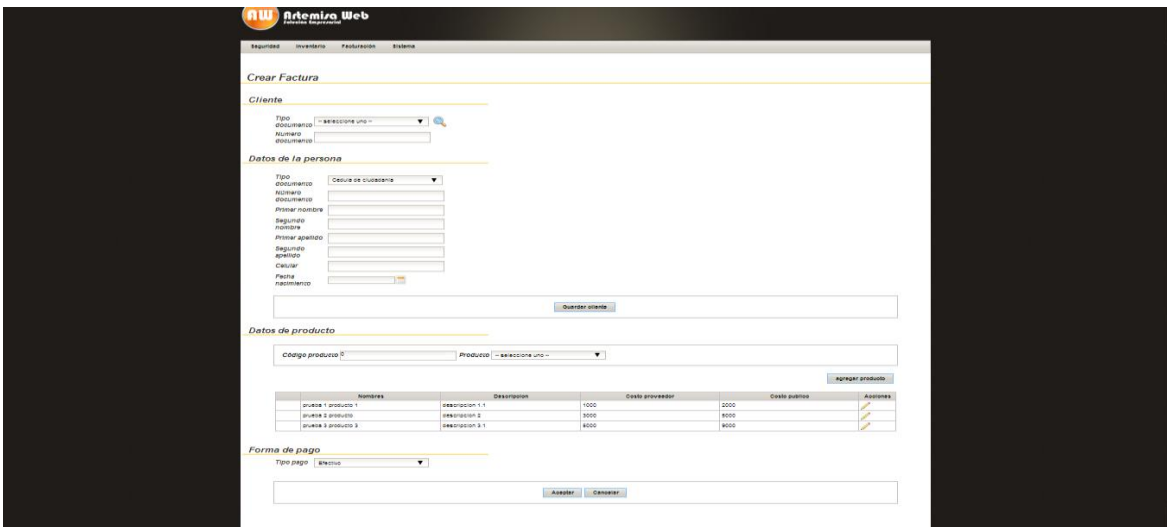 AW Artemisa Web
Solución Empresarial
Seguridad Inventario Facturación Sistema
Crear Factura
Cliente
Tipo
documento -- seleccione uno --
Numero
documento
Datos de la persona
Tipo
documento Cedula de ciudadania
Número
documento
Primer nombre
Segundo
nombre
Primer apellido
Segundo
apellido
Celular
Fecha
nacimiento
Guardar cliente
Datos de producto
Código producto 0 Producto -- seleccione uno --
agregar producto
Nombres Descripcion Costo proveedor Costo publico Acciones
prueba 1 producto 1 descripcion 1.1 1000 2000
prueba 2 producto descripcion 2 3000 5000
prueba 3 producto 3 descripcion 3.1 8000 9000
Forma de pago
Tipo pago Efectivo
Aceptar Cancelar